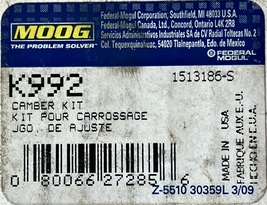 MOOG
THE PROBLEM SOLVER™
Federal-Mogul Corporation, Southfield, MI 48033 U.S.A.
Federal-Mogul Canada, Ltd., Concord, Ontario L4K 2R8
Servicios Administrativos Industriales SA de CV Radial Toltecas No. 2
Col. Tequexquinahuac, 54020 Tlalnepantla, Edo. de Mexico
FEDERAL
MOGUL
K992
1513186-S
CAMBER KIT
KIT POUR CARROSSAGE
JGO. DE AJUSTE
MADE IN USA
FABRIQUE AUX E.U.
HECHO EN E.U.A.
0 80066 27285 6
Z-5510 30359L 3/09